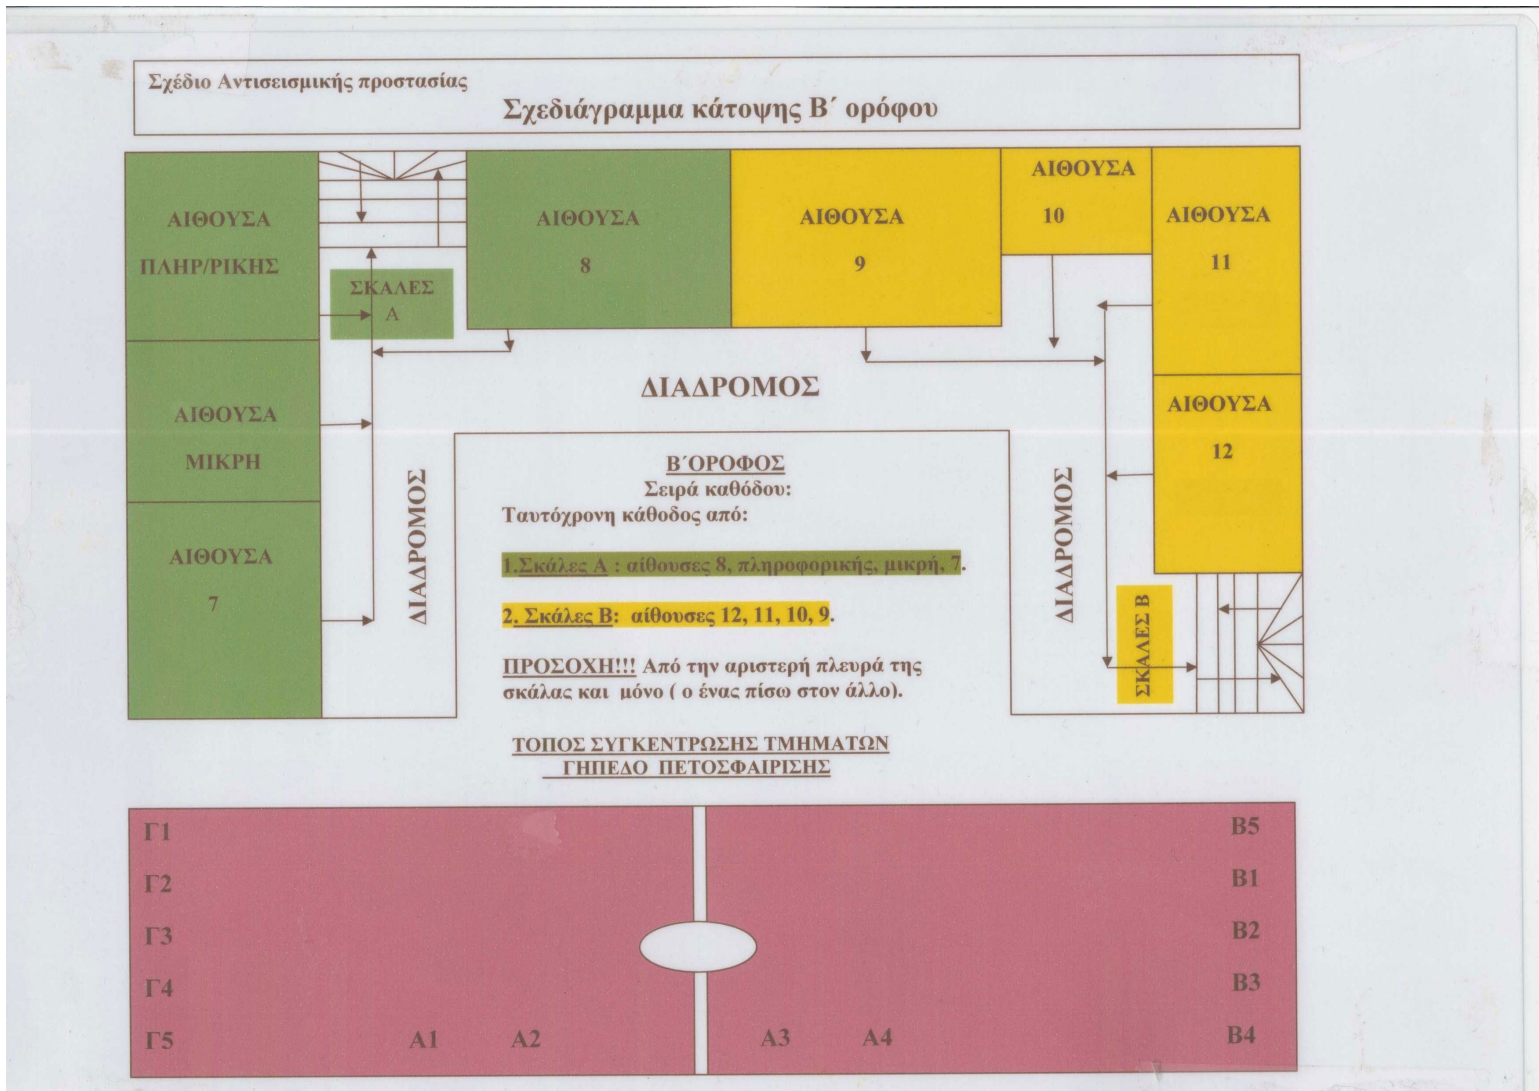 Σχέδιο Αντισεισμικής προστασίας
Σχεδιάγραμμα κάτοψης Β΄ ορόφου
ΑΙΘΟΥΣΑ
ΠΛΗΡ/ΡΙΚΗΣ
ΣΚΑΛΕΣ
Α
ΑΙΘΟΥΣΑ
8
ΑΙΘΟΥΣΑ
9
ΑΙΘΟΥΣΑ
10
ΑΙΘΟΥΣΑ
11
ΔΙΑΔΡΟΜΟΣ
ΑΙΘΟΥΣΑ
ΜΙΚΡΗ
ΑΙΘΟΥΣΑ
12
ΑΙΘΟΥΣΑ
7
ΔΙΑΔΡΟΜΟΣ
Β΄ΟΡΟΦΟΣ
Σειρά καθόδου:
Ταυτόχρονη κάθοδος από:
1.Σκάλες Α : αίθουσες 8, πληροφορικής, μικρή, 7.
2. Σκάλες Β: αίθουσες 12, 11, 10, 9.
ΠΡΟΣΟΧΗ!!! Από την αριστερή πλευρά της
σκάλας και μόνο ( ο ένας πίσω στον άλλο).
ΔΙΑΔΡΟΜΟΣ
ΣΚΑΛΕΣ Β
ΤΟΠΟΣ ΣΥΓΚΕΝΤΡΩΣΗΣ ΤΜΗΜΑΤΩΝ
ΓΗΠΕΔΟ ΠΕΤΟΣΦΑΙΡΙΣΗΣ
Γ1
Β5
Γ2
Β1
Γ3
Β2
Γ4
Β3
Γ5
Α1
Α2
Α3
Α4
Β4